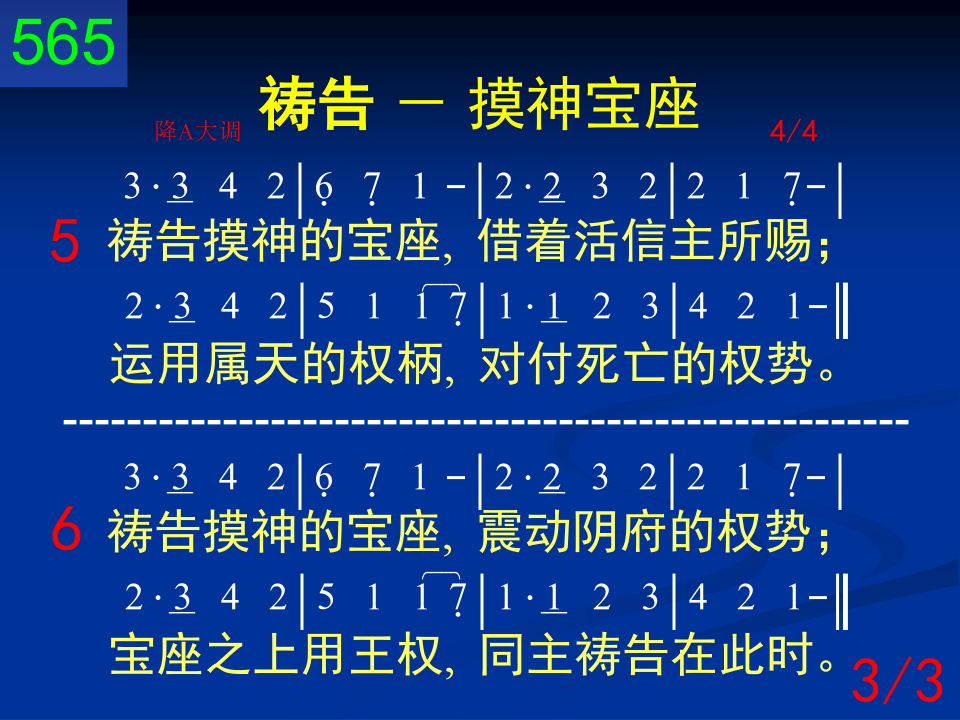 565
祷告 － 摸神宝座
降A大调 4/4
3·3 4 2|6̣ 7̣ 1 -|2·2 3 2|2 1 7̣-|
5 祷告摸神的宝座, 借着活信主所赐；
2·3 4 2|5 1 1 7̣|1·1 2 3|4 2 1-‖
运用属天的权柄, 对付死亡的权势。
-----------------------------------------------------
3·3 4 2|6̣ 7̣ 1 -|2·2 3 2|2 1 7̣-|
6 祷告摸神的宝座, 震动阴府的权势；
2·3 4 2|5 1 1 7̣|1·1 2 3|4 2 1-‖
宝座之上用王权, 同主祷告在此时。
3/3